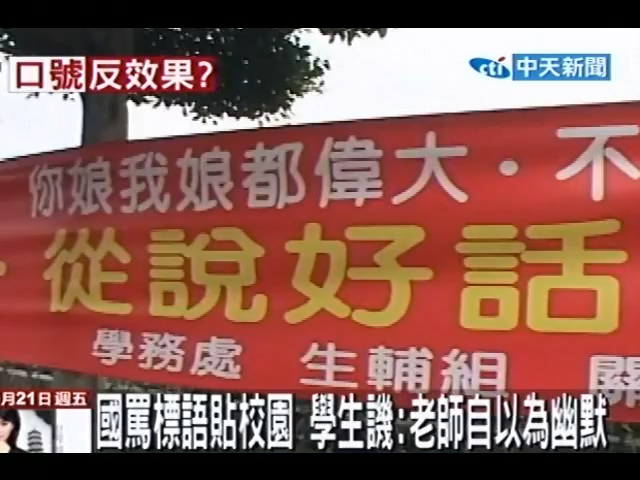 口號反效果?
cti 中天新聞
你娘我娘都偉大·不
從說好話
學務處 生輔組 關
月21日週五
國罵標語貼校園 學生譏:老師自以為幽默